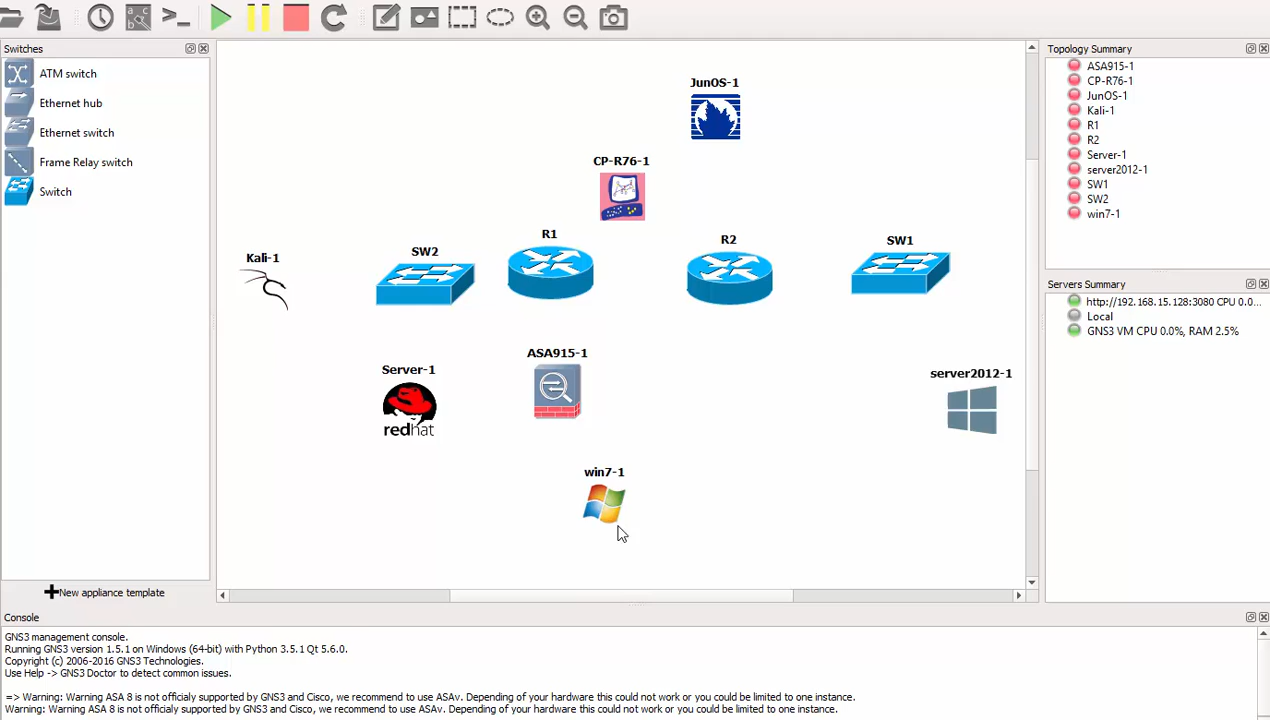 Switches
ATM switch
Ethernet hub
Ethernet switch
Frame Relay switch
Switch
New appliance template
JunOS-1
CP-R76-1
R1
R2
SW1
SW2
Kali-1
ASA915-1
Server-1
redhat
server2012-1
win7-1
Topology Summary
ASA915-1
CP-R76-1
JunOS-1
Kali-1
R1
R2
Server-1
server2012-1
SW1
SW2
win7-1
Servers Summary
http://192.168.15.128:3080 CPU 0.0...
Local
GNS3 VM CPU 0.0%, RAM 2.5%
Console
GNS3 management console.
Running GNS3 version 1.5.1 on Windows (64-bit) with Python 3.5.1 Qt 5.6.0.
Copyright (c) 2006-2016 GNS3 Technologies.
Use Help -> GNS3 Doctor to detect common issues.
=> Warning: Warning ASA 8 is not officialy supported by GNS3 and Cisco, we recommend to use ASAv. Depending of your hardware this could not work or you could be limited to one instance.
Warning: Warning ASA 8 is not officialy supported by GNS3 and Cisco, we recommend to use ASAv. Depending of your hardware this could not work or you could be limited to one instance.